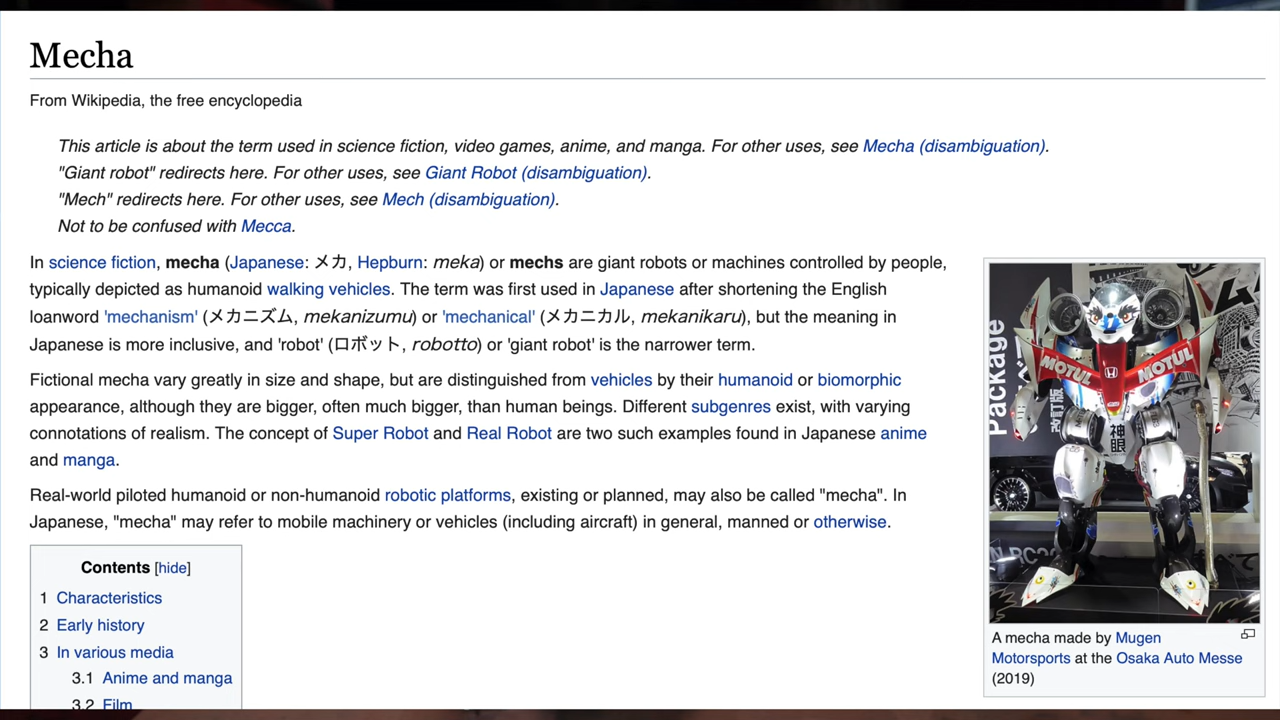 Mecha
From Wikipedia, the free encyclopedia
This article is about the term used in science fiction, video games, anime, and manga. For other uses, see Mecha (disambiguation).
"Giant robot" redirects here. For other uses, see Giant Robot (disambiguation).
"Mech" redirects here. For other uses, see Mech (disambiguation).
Not to be confused with Mecca.
In science fiction, mecha (Japanese: メカ, Hepburn: meka) or mechs are giant robots or machines controlled by people,
typically depicted as humanoid walking vehicles. The term was first used in Japanese after shortening the English
loanword 'mechanism' (メカニズム, mekanizumu) or 'mechanical' (メカニカル, mekanikaru), but the meaning in
Japanese is more inclusive, and 'robot' (ロボット, robotto) or 'giant robot' is the narrower term.
Fictional mecha vary greatly in size and shape, but are distinguished from vehicles by their humanoid or biomorphic
appearance, although they are bigger, often much bigger, than human beings. Different subgenres exist, with varying
connotations of realism. The concept of Super Robot and Real Robot are two such examples found in Japanese anime
and manga.
Real-world piloted humanoid or non-humanoid robotic platforms, existing or planned, may also be called "mecha". In
Japanese, "mecha" may refer to mobile machinery or vehicles (including aircraft) in general, manned or otherwise.
Contents [hide]
1 Characteristics
2 Early history
3 In various media
3.1 Anime and manga
3.2 Film
Package
改訂版
MOTUL
MOTUL
神眼
A mecha made by Mugen
Motorsports at the Osaka Auto Messe
(2019)